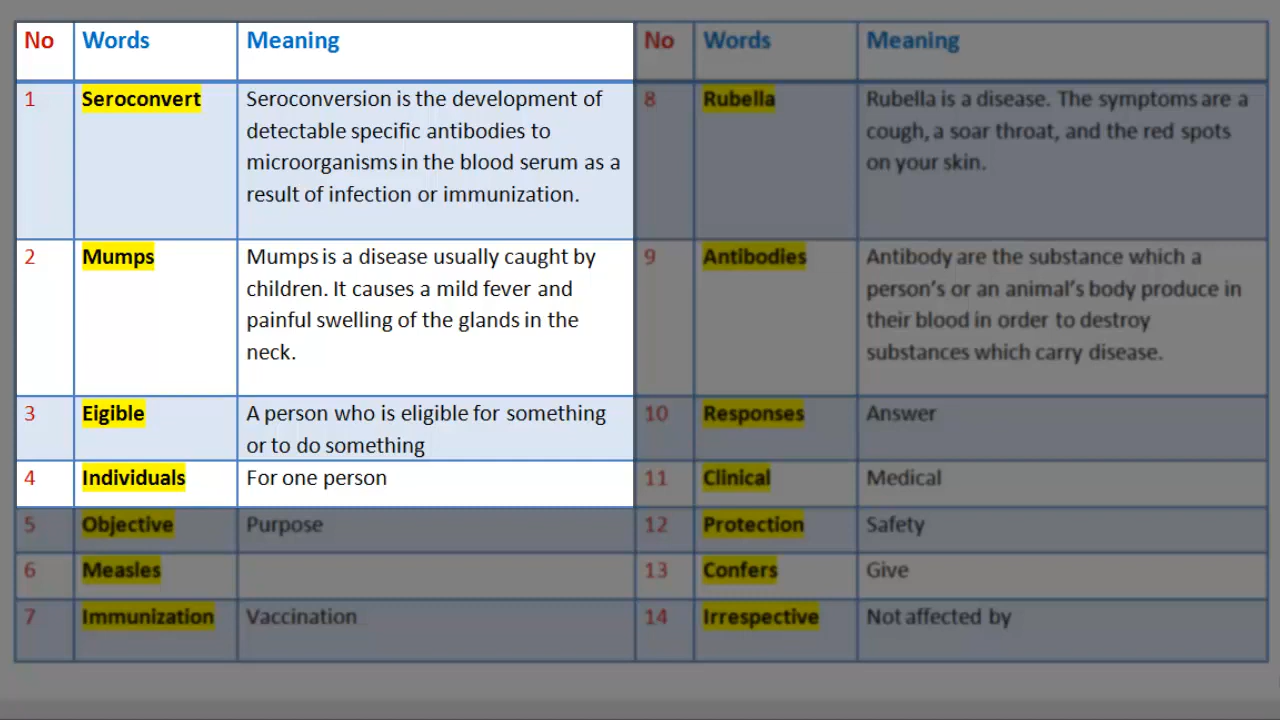 No Words Meaning No Words Meaning
1 Seroconvert Seroconversion is the development of
detectable specific antibodies to
microorganisms in the blood serum as a
result of infection or immunization.
8 Rubella Rubella is a disease. The symptoms are a
cough, a soar throat, and the red spots
on your skin.
2 Mumps Mumps is a disease usually caught by
children. It causes a mild fever and
painful swelling of the glands in the
neck.
9 Antibodies Antibody are the substance which a
person's or an animal's body produce in
their blood in order to destroy
substances which carry disease.
3 Eigible A person who is eligible for something
or to do something
10 Responses Answer
4 Individuals For one person
11 Clinical Medical
5 Objective Purpose
12 Protection Safety
6 Measles
13 Confers Give
7 Immunization Vaccination
14 Irrespective Not affected by